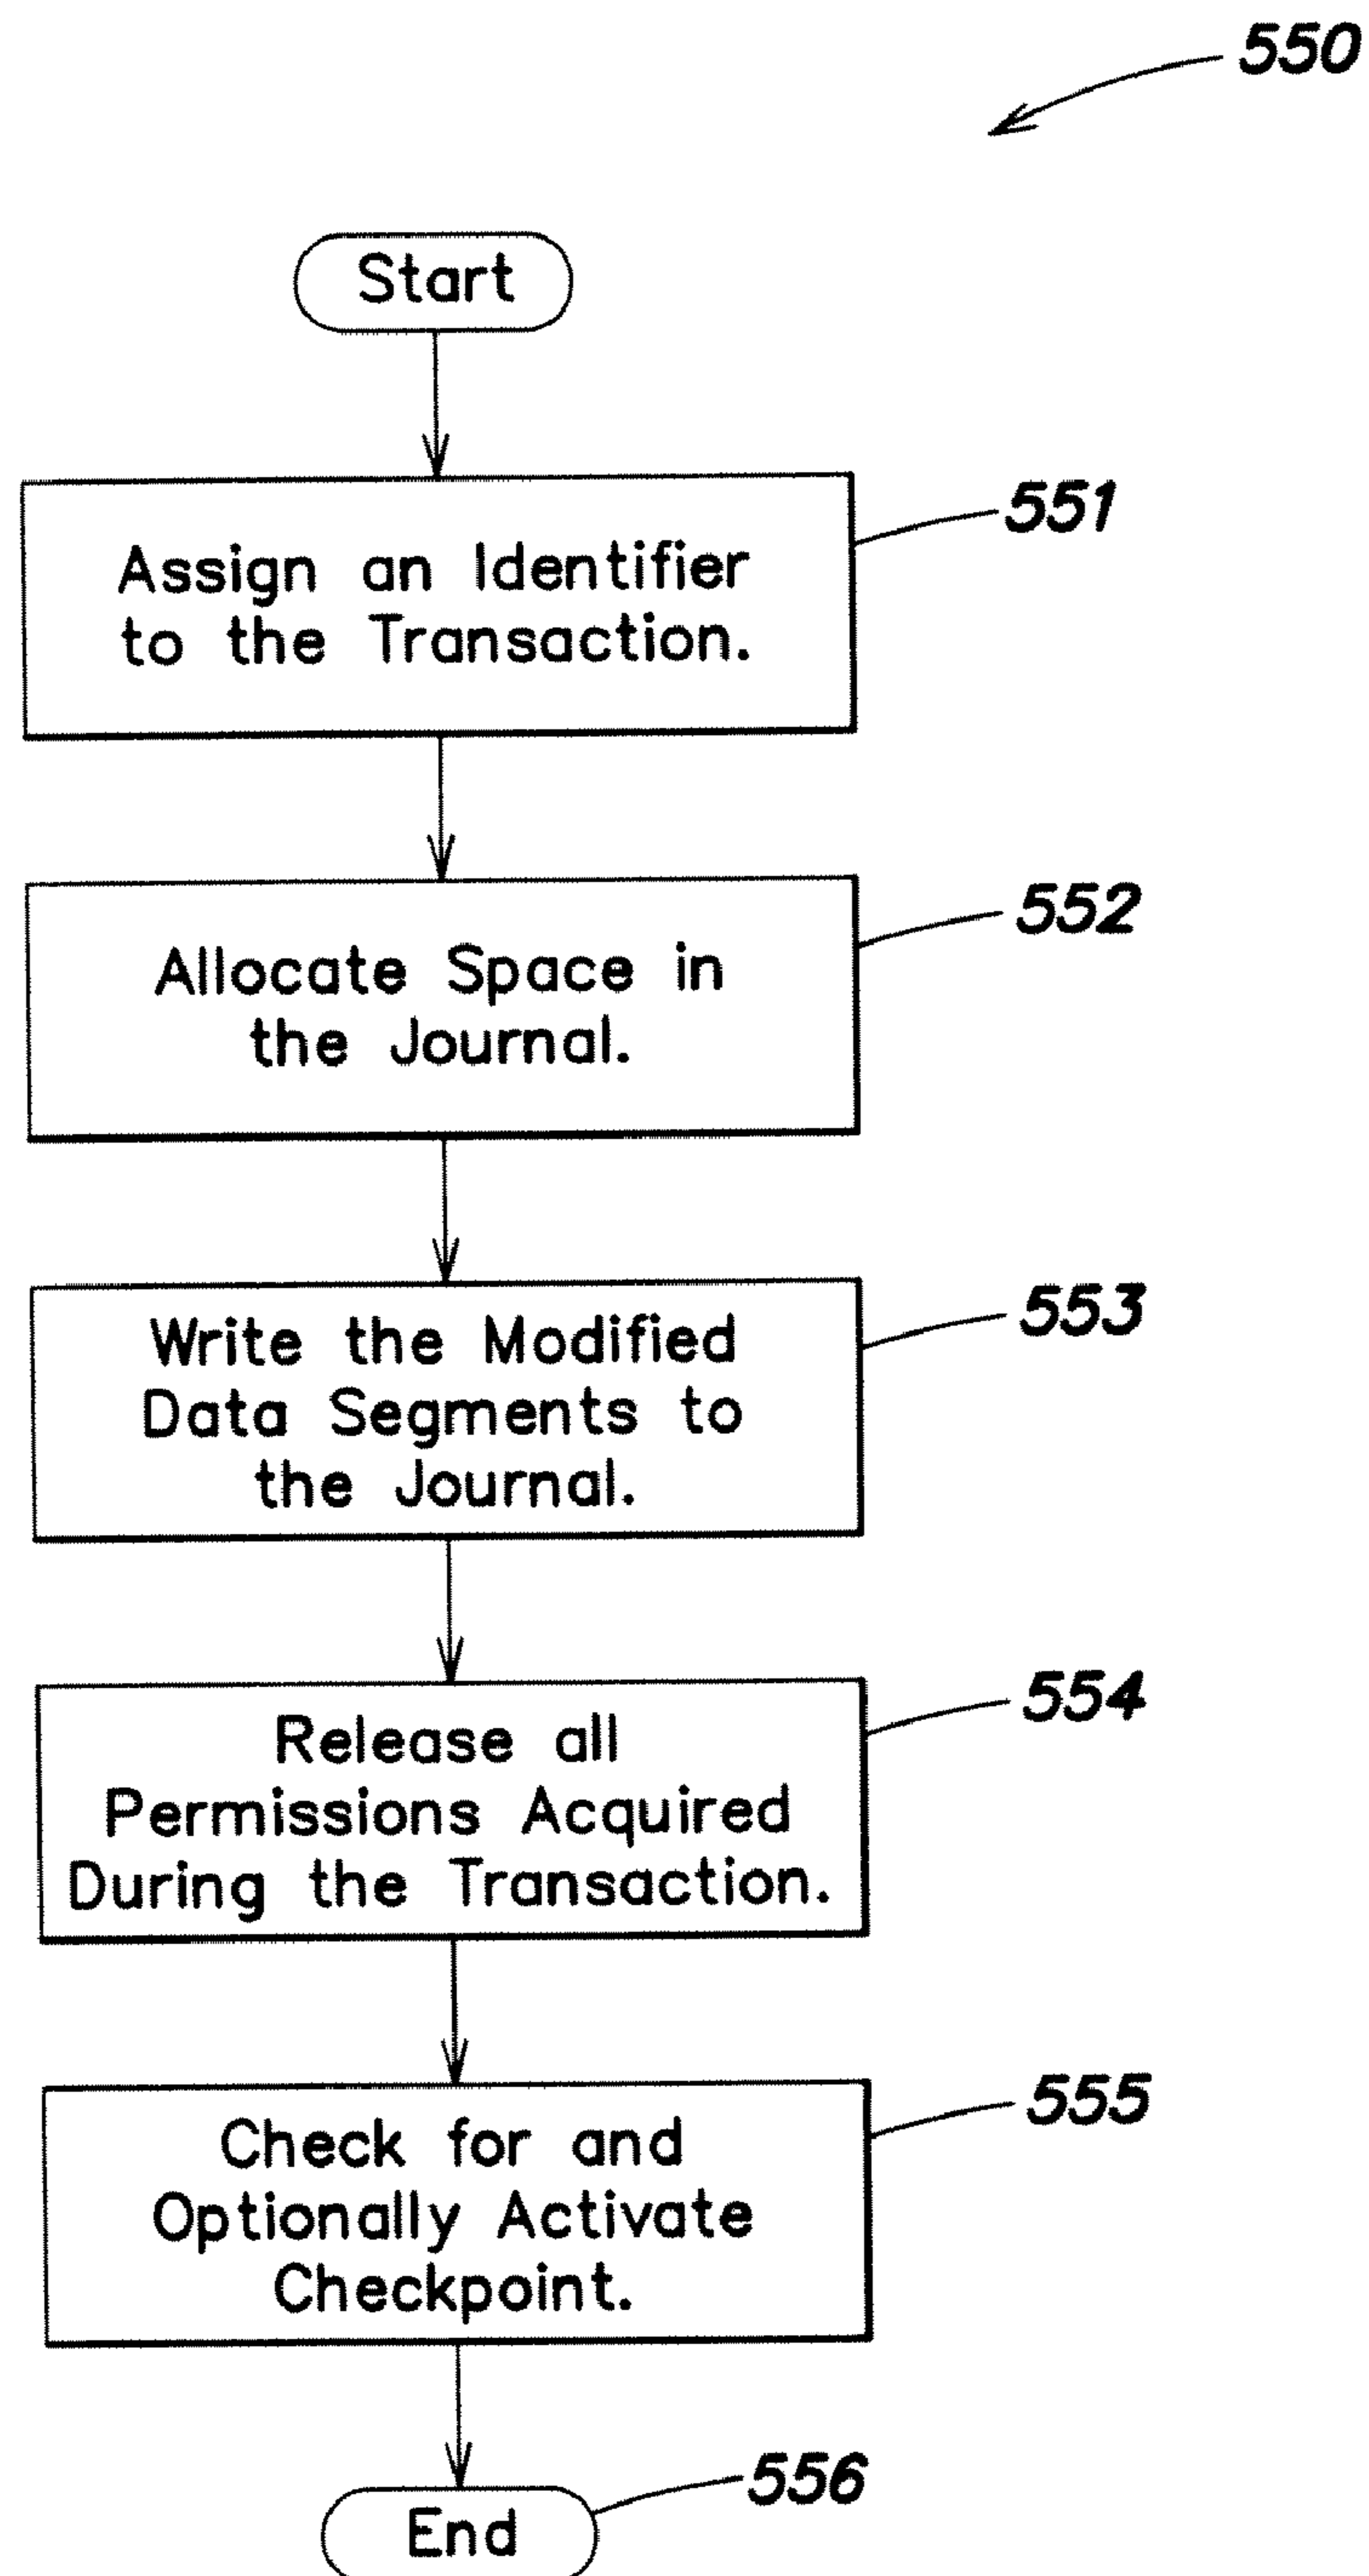 550
Start
551
Assign an Identifier
to the Transaction.
552
Allocate Space in
the Journal.
553
Write the Modified
Data Segments to
the Journal.
554
Release all
Permissions Acquired
During the Transaction.
555
Check for and
Optionally Activate
Checkpoint.
556
End